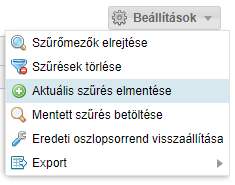 Beállítások
Szűrőmezők elrejtése
Szűrések törlése
Aktuális szűrés elmentése
Mentett szűrés betöltése
Eredeti oszlopsorrend visszaállítása
Export